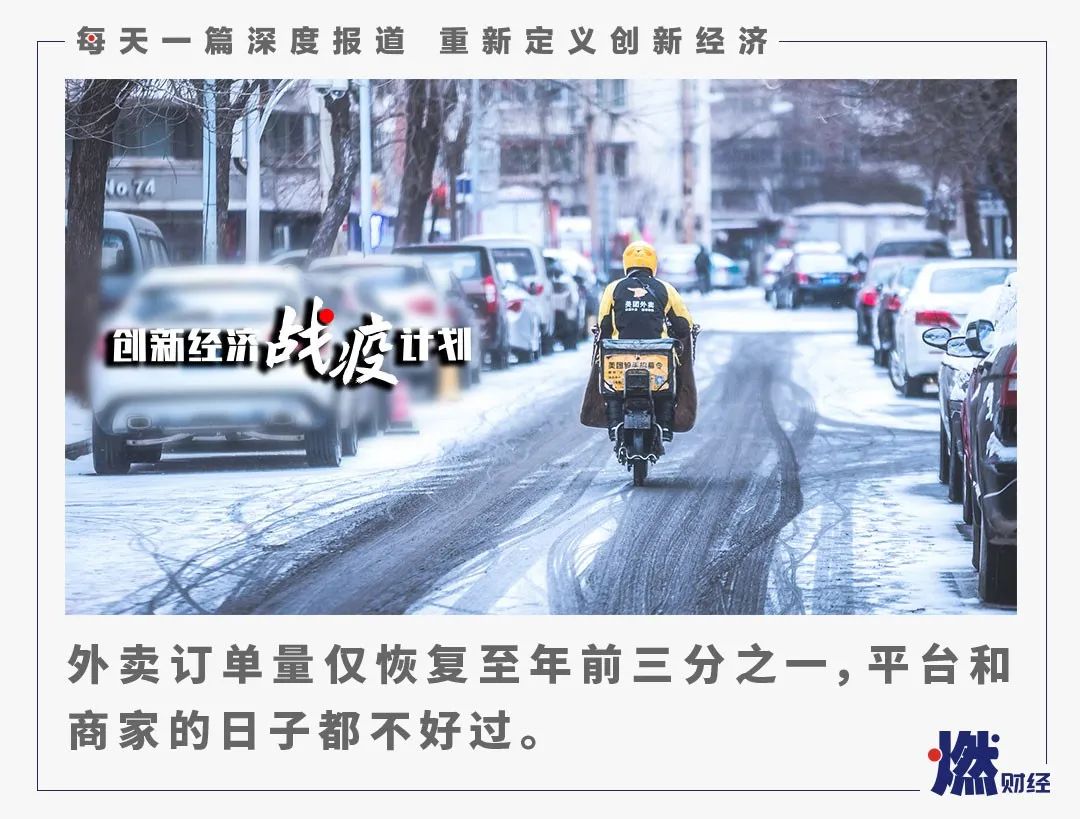 每天一篇深度报道 重新定义创新经济
No 74
创新经济战疫计划
美团外卖
外卖订单量仅恢复至年前三分之一，平台和
商家的日子都不好过。
燃财经